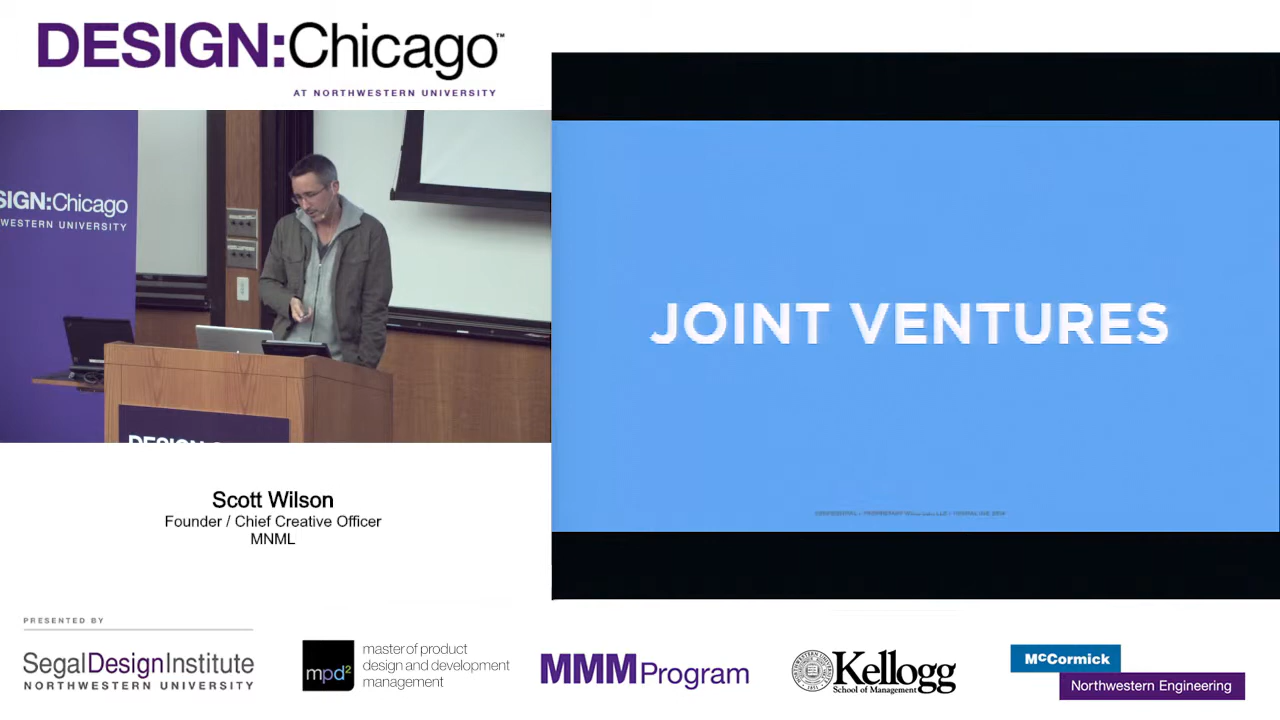 DESIGN:Chicago™
AT NORTHWESTERN UNIVERSITY
SIGN:Chicago
WESTERN UNIVERSITY
JOINT VENTURES
Scott Wilson
Founder / Chief Creative Officer
MNML
PRESENTED BY
SegalDesignInstitute
NORTHWESTERN UNIVERSITY
mpd²
master of product
design and development
management
MMM Program
Kellogg
School of Management
McCormick
Northwestern Engineering